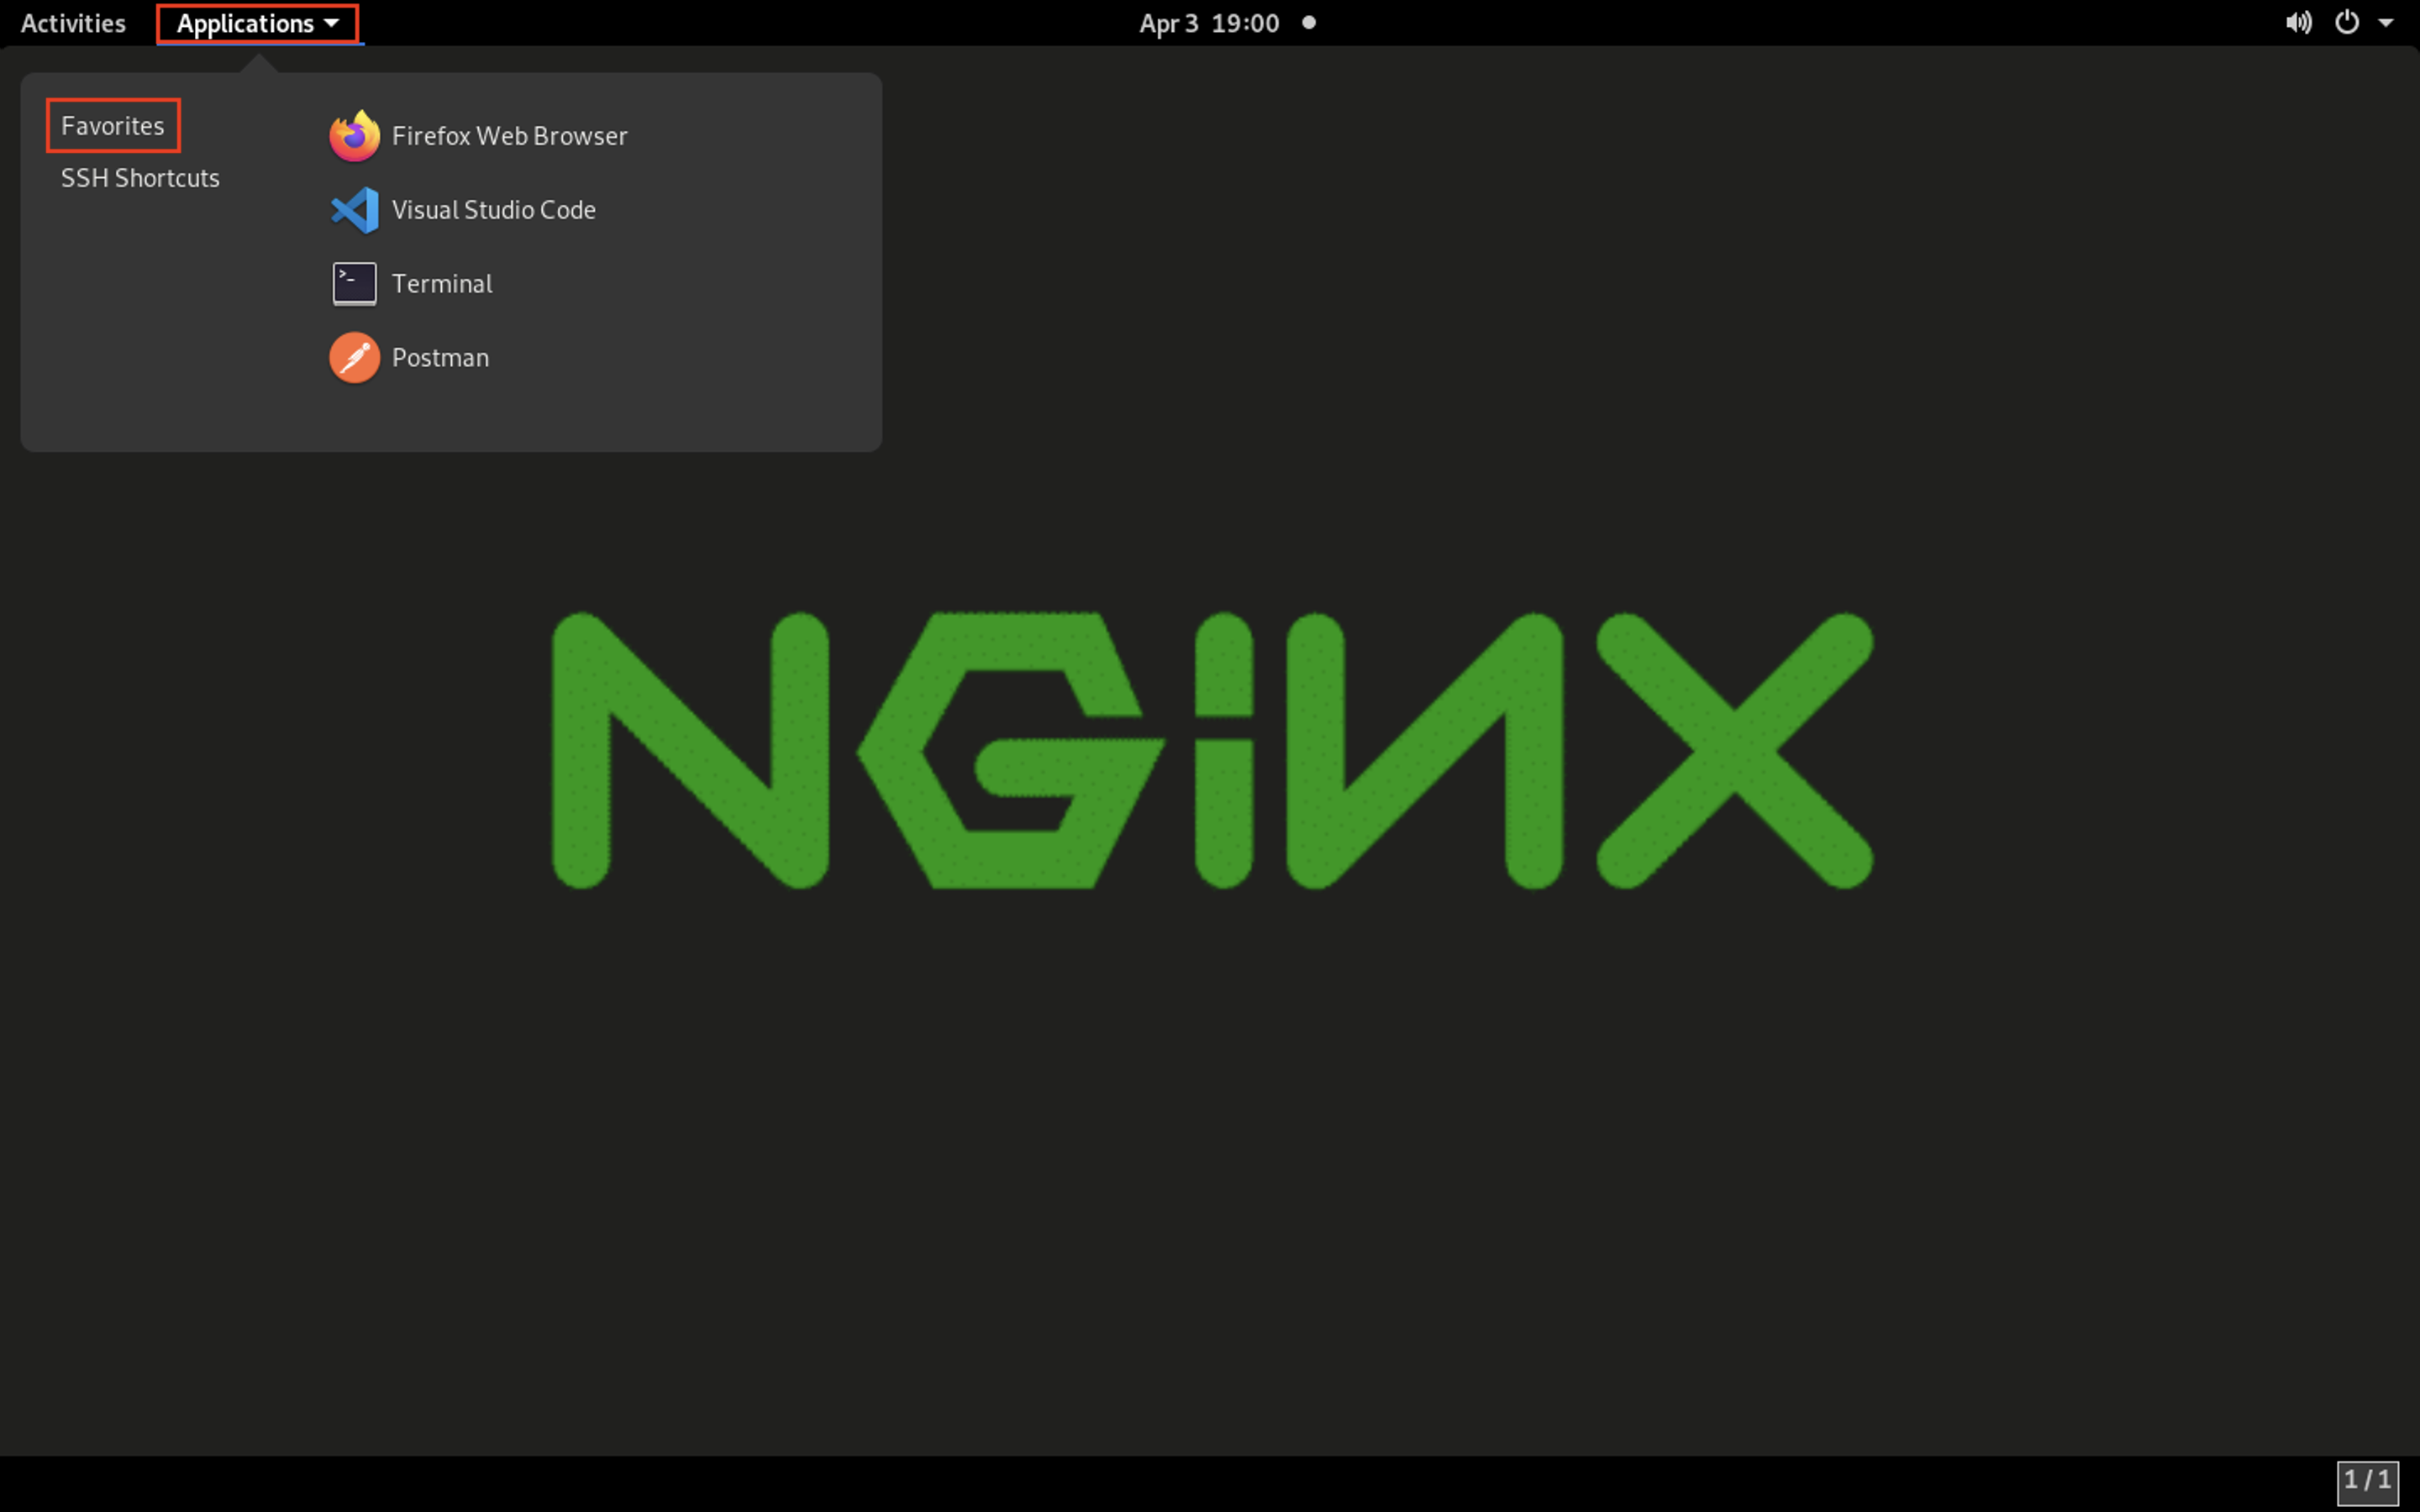 Activities Applications Apr 3 19:00
Favorites
SSH Shortcuts
Firefox Web Browser
Visual Studio Code
>_ Terminal
Postman
NGiNX
1 / 1